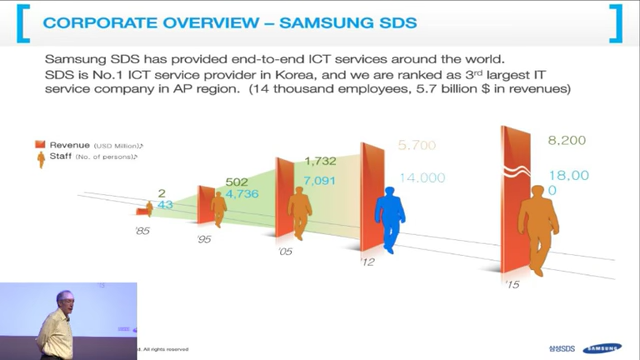 CORPORATE OVERVIEW – SAMSUNG SDS
Samsung SDS has provided end-to-end ICT services around the world.
SDS is No.1 ICT service provider in Korea, and we are ranked as 3rd largest IT
service company in AP region. (14 thousand employees, 5.7 billion $ in revenues)
Revenue (USD Million)
Staff (No. of persons)
2
43
'85
502
4,736
'95
1,732
7,091
'05
5.700
14.000
'12
8,200
18,00
0
'15
All rights reserved
삼성SDS
SAMSUNG